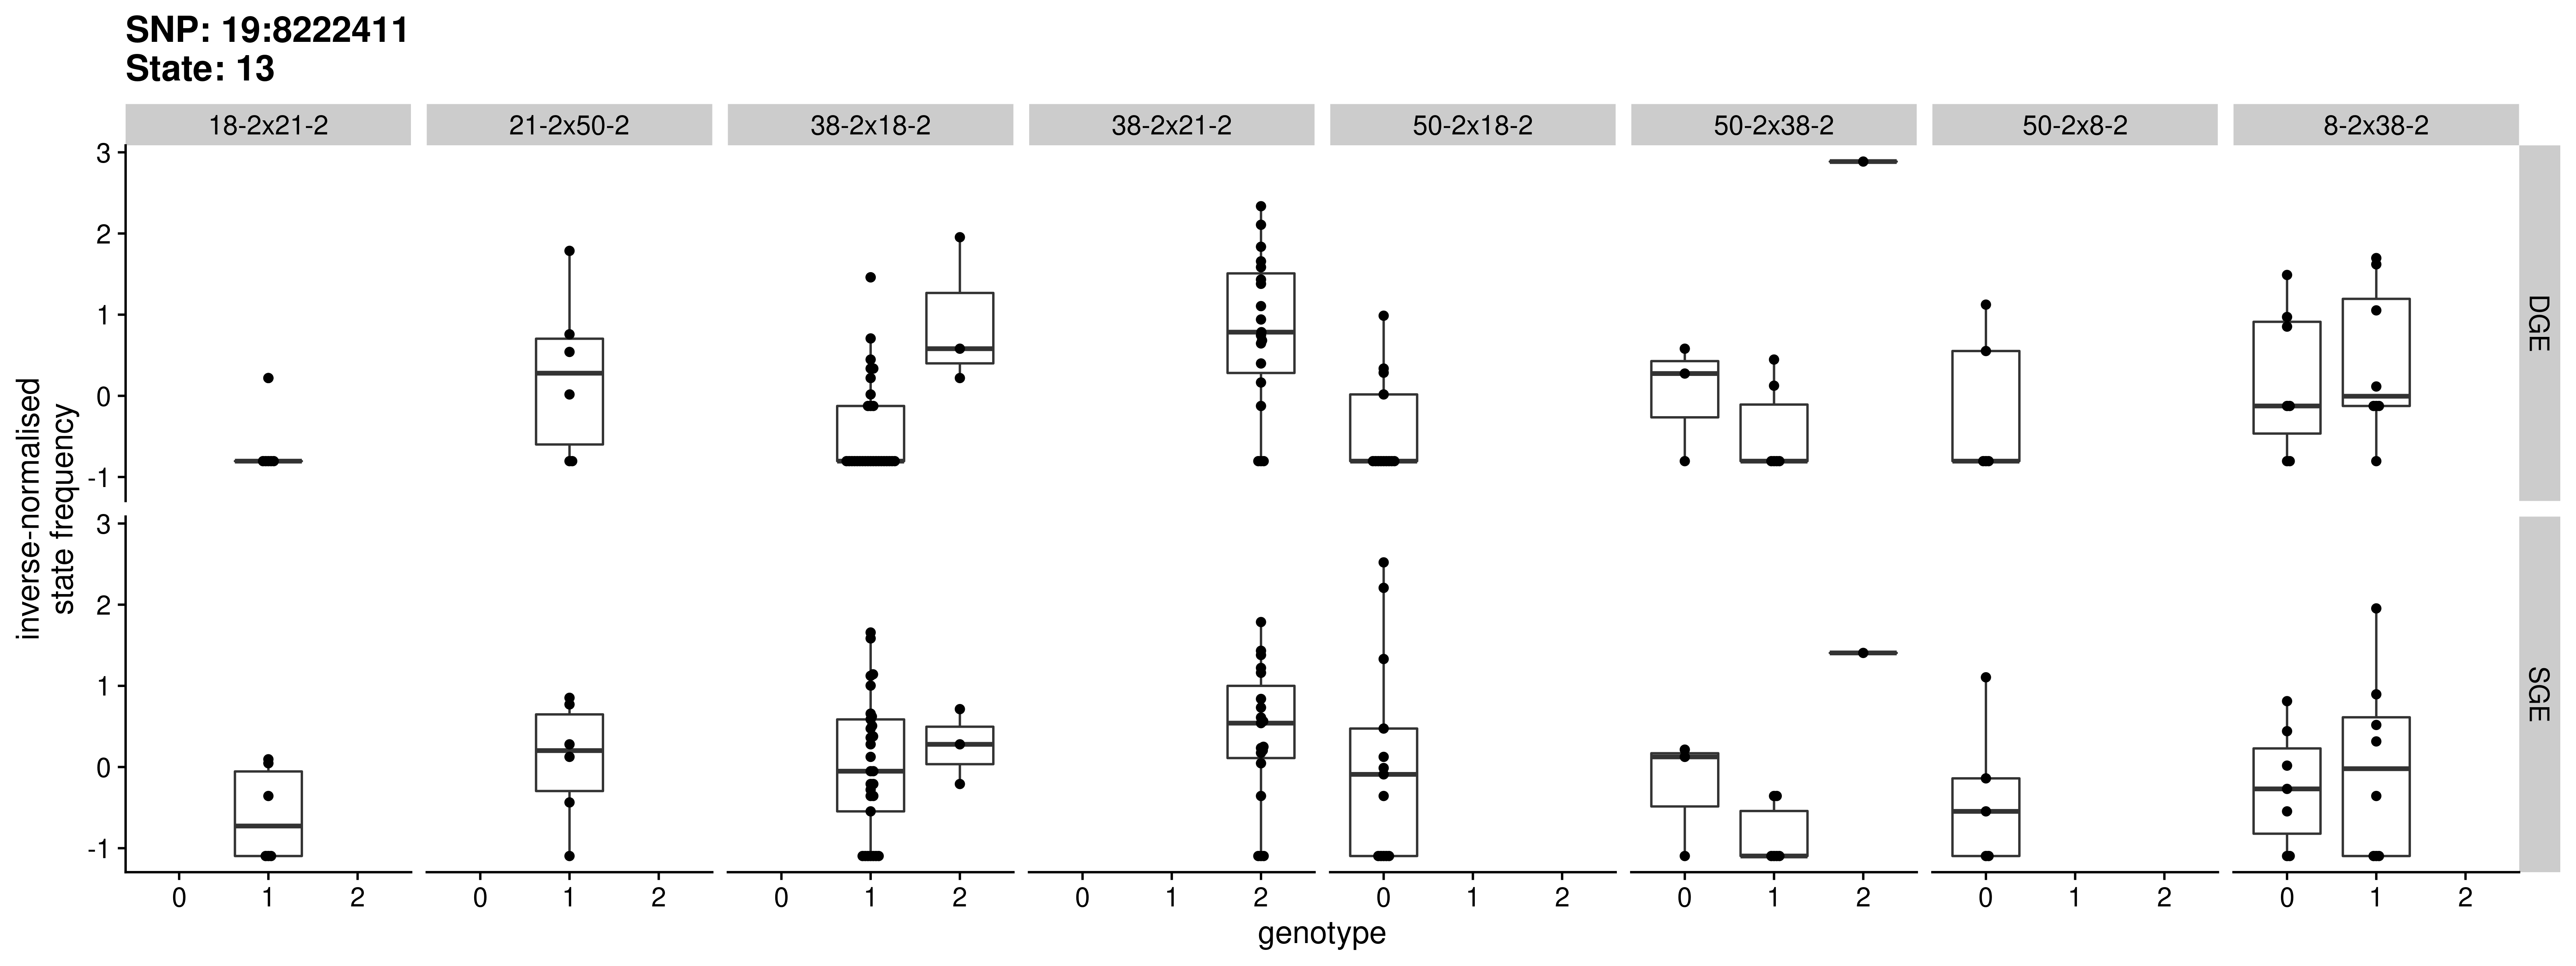 SNP: 19:8222411
State: 13
18-2x21-2 21-2x50-2 38-2x18-2 38-2x21-2 50-2x18-2 50-2x38-2 50-2x8-2 8-2x38-2
inverse-normalised
state frequency
3
2
1
0
-1
DGE
3
2
1
0
-1
SGE
0 1 2 0 1 2 0 1 2 0 1 2 0 1 2 0 1 2 0 1 2 0 1 2
genotype